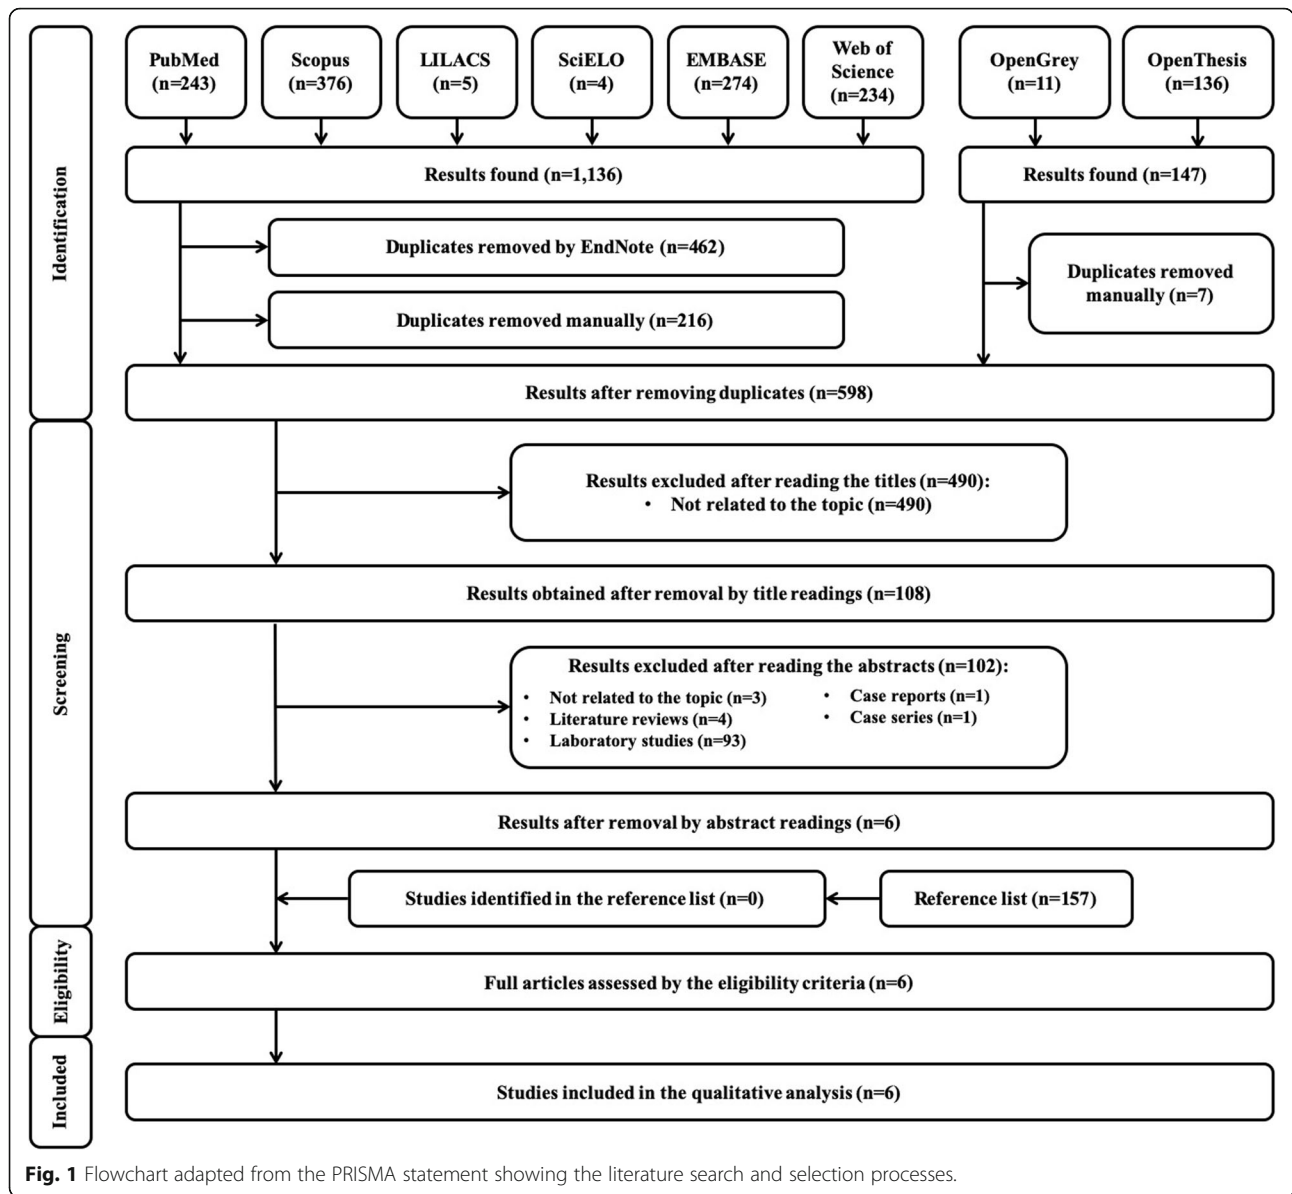 PubMed
(n=243)
Scopus
(n=376)
LILACS
(n=5)
SciELO
(n=4)
EMBASE
(n=274)
Web of
Science
(n=234)
OpenGrey
(n=11)
OpenThesis
(n=136)
Identification
Results found (n=1,136)
Results found (n=147)
Duplicates removed by EndNote (n=462)
Duplicates removed manually (n=216)
Duplicates removed
manually (n=7)
Results after removing duplicates (n=598)
Screening
Results excluded after reading the titles (n=490):
• Not related to the topic (n=490)
Results obtained after removal by title readings (n=108)
Results excluded after reading the abstracts (n=102):
• Not related to the topic (n=3)
• Literature reviews (n=4)
• Laboratory studies (n=93)
• Case reports (n=1)
• Case series (n=1)
Results after removal by abstract readings (n=6)
Studies identified in the reference list (n=0)
Reference list (n=157)
Eligibility
Full articles assessed by the eligibility criteria (n=6)
Included
Studies included in the qualitative analysis (n=6)
Fig. 1 Flowchart adapted from the PRISMA statement showing the literature search and selection processes.